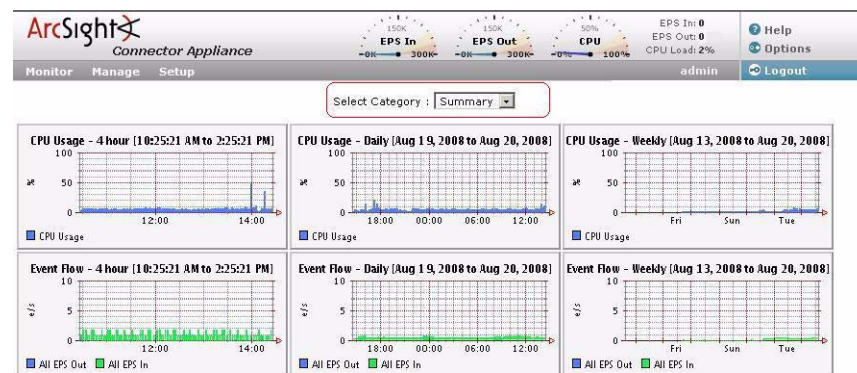 ArcSight
Connector Appliance
150K
EPS In
0K 300K
150K
EPS Out
0K 300K
50%
CPU
0% 100%
EPS In: 0
EPS Out: 0
CPU Load: 2%
Help
Options
Monitor Manage Setup
admin
Logout
Select Category : Summary
CPU Usage - 4 hour [10:25:21 AM to 2:25:21 PM]
100
50
0
%
12:00 14:00
CPU Usage
CPU Usage - Daily [Aug 19, 2008 to Aug 20, 2008]
100
50
0
%
18:00 00:00 06:00 12:00
CPU Usage
CPU Usage - Weekly [Aug 13, 2008 to Aug 20, 2008]
100
50
0
%
Fri Sun Tue
CPU Usage
Event Flow - 4 hour [10:25:21 AM to 2:25:21 PM]
10
5
0
e/s
12:00 14:00
All EPS Out All EPS In
Event Flow - Daily [Aug 19, 2008 to Aug 20, 2008]
10
5
0
e/s
18:00 00:00 06:00 12:00
All EPS Out All EPS In
Event Flow - Weekly [Aug 13, 2008 to Aug 20, 2008]
10
5
0
e/s
Fri Sun Tue
All EPS Out All EPS In